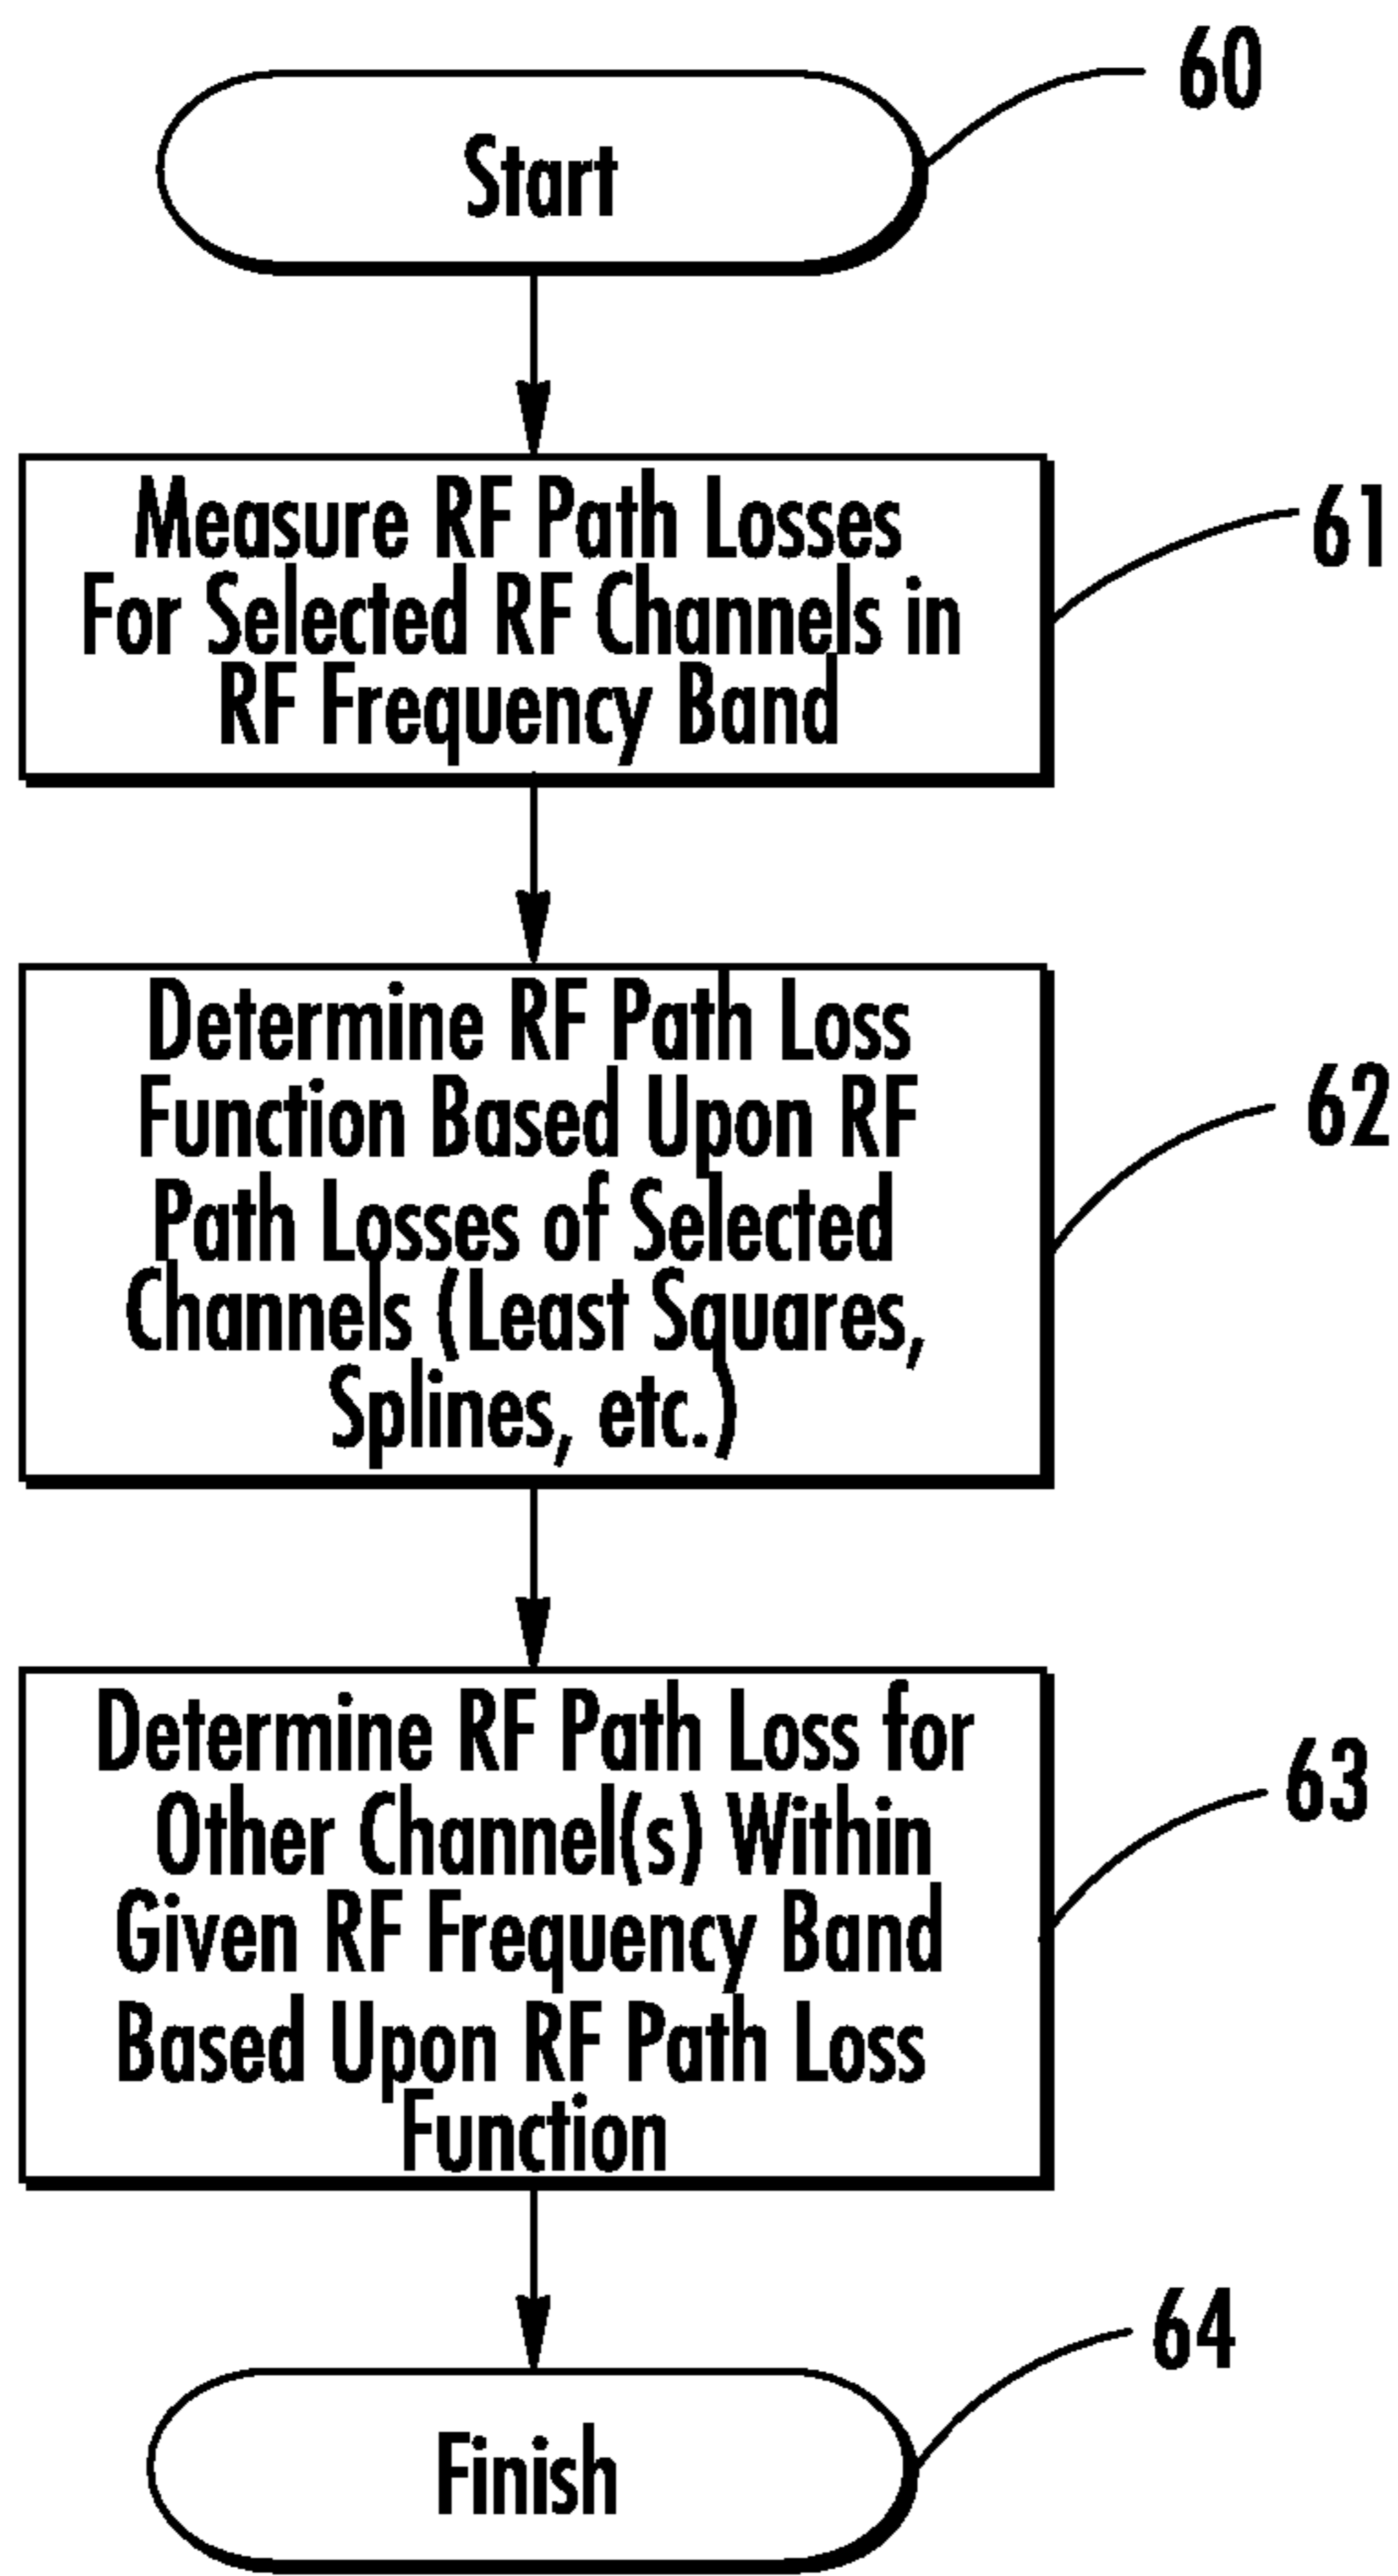 60
Start
Measure RF Path Losses
For Selected RF Channels in
RF Frequency Band
61
Determine RF Path Loss
Function Based Upon RF
Path Losses of Selected
Channels (Least Squares,
Splines, etc.)
62
Determine RF Path Loss for
Other Channel(s) Within
Given RF Frequency Band
Based Upon RF Path Loss
Function
63
64
Finish